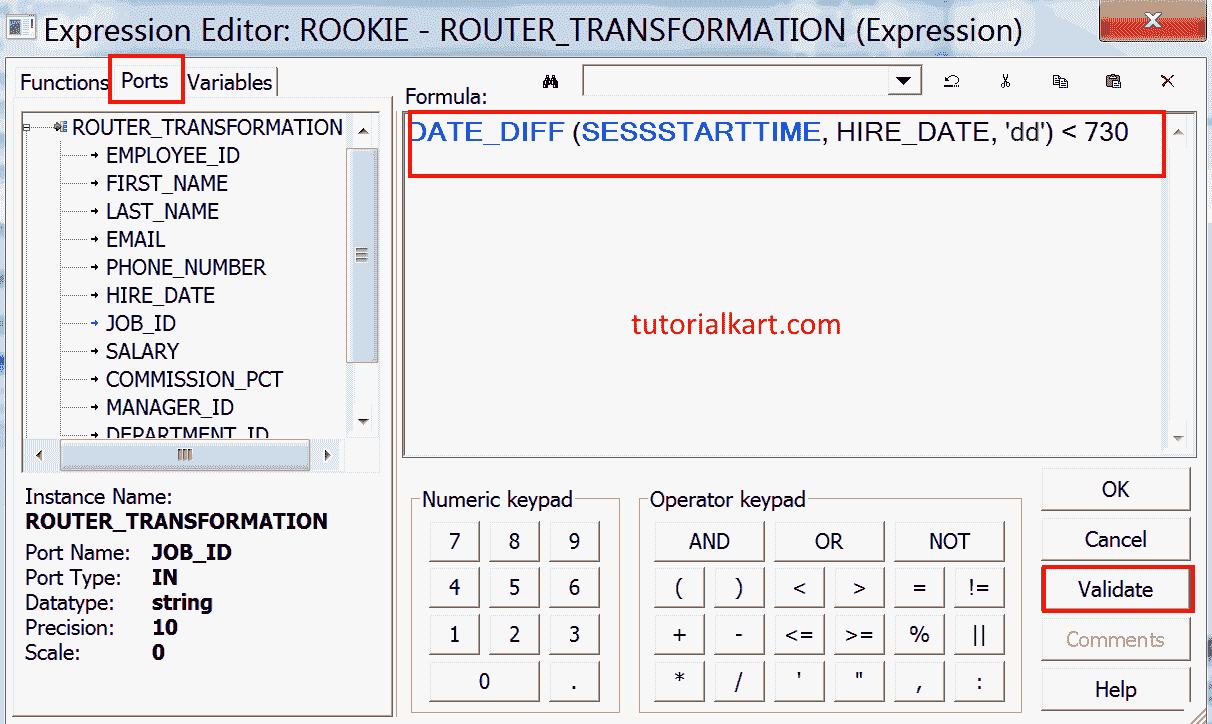 Expression Editor: ROOKIE - ROUTER_TRANSFORMATION (Expression)
Functions Ports Variables
Formula:
ROUTER_TRANSFORMATION
EMPLOYEE_ID
FIRST_NAME
LAST_NAME
EMAIL
PHONE_NUMBER
HIRE_DATE
JOB_ID
SALARY
COMMISSION_PCT
MANAGER_ID
DEPARTMENT_ID
DATE_DIFF (SESSSTARTTIME, HIRE_DATE, 'dd') < 730
tutorialkart.com
Instance Name:
ROUTER_TRANSFORMATION
Port Name: JOB_ID
Port Type: IN
Datatype: string
Precision: 10
Scale: 0
Numeric keypad
7 8 9
4 5 6
1 2 3
0 .
Operator keypad
AND OR NOT
( ) < > = !=
+ - <= >= % ||
* / ' " , :
OK
Cancel
Validate
Comments
Help